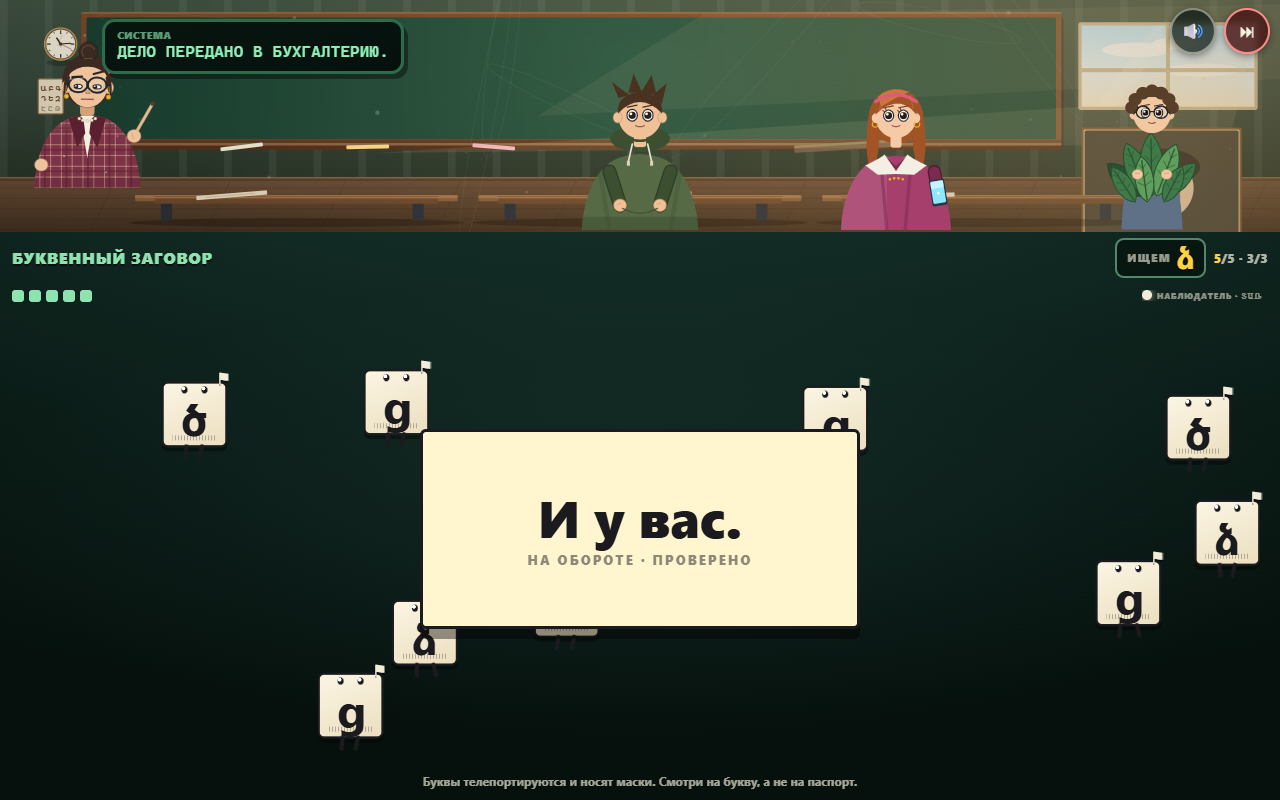 СИСТЕМА
ДЕЛО ПЕРЕДАНО В БУХГАЛТЕРИЮ.
Ա Բ Գ
Դ Ե Զ
Է Ը Թ
БУКВЕННЫЙ ЗАГОВОР
ИЩЕМ
5/5 · 3/3
НАБЛЮДАТЕЛЬ ·
g
g
g
g
И у вас.
НА ОБОРОТЕ · ПРОВЕРЕНО
Буквы телепортируются и носят маски. Смотри на букву, а не на паспорт.